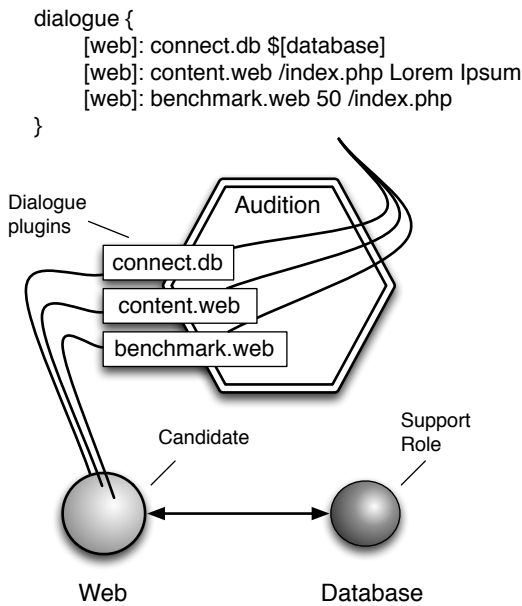 dialogue {
[web]: connect.db $[database]
[web]: content.web /index.php Lorem Ipsum
[web]: benchmark.web 50 /index.php
}
Dialogue
plugins
Audition
connect.db
content.web
benchmark.web
Candidate
Support
Role
Web
Database